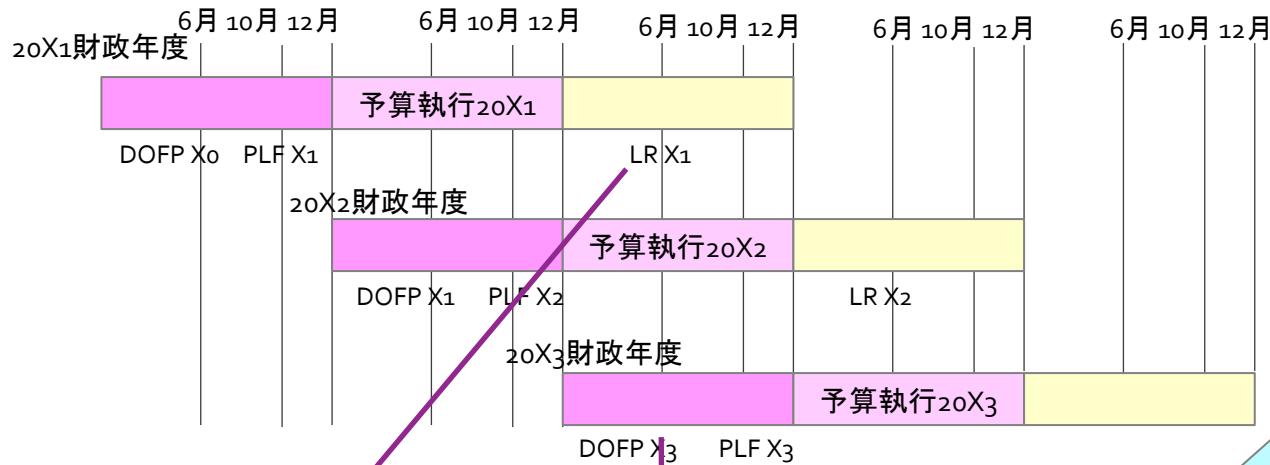 6月 10月 12月 6月 10月 12月 6月 10月 12月 6月 10月 12月 6月 10月 12月
20X1財政年度
予算執行20X1
DOFP X0 PLF X1 LR X1
20X2財政年度
予算執行20X2
DOFP X1 PLF X2 LR X2
20X3財政年度
予算執行20X3
DOFP X3 PLF X3